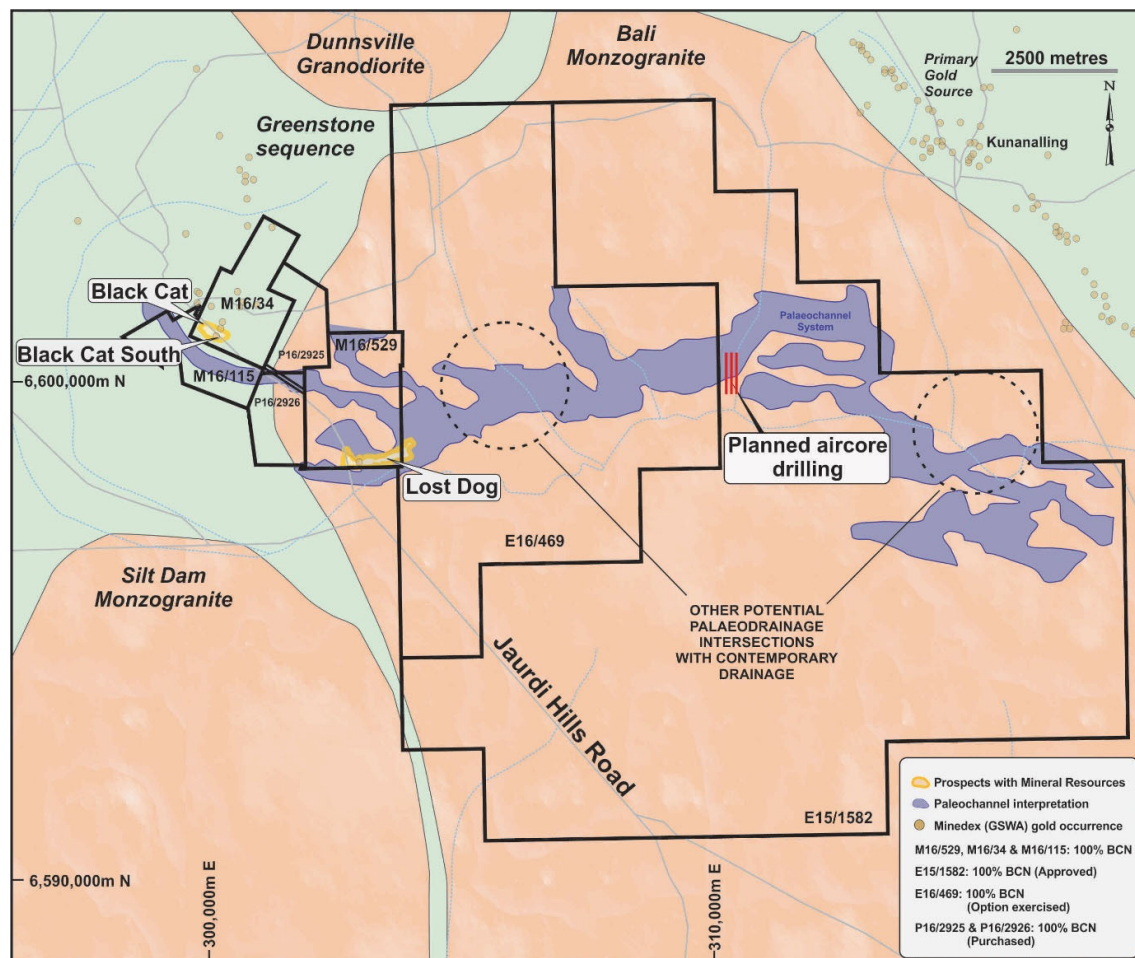 Dunnsville
Granodiorite
Bali
Monzogranite
Primary
Gold
Source
2500 metres
N
Kunanalling
Greenstone
sequence
Black Cat
M16/34
Black Cat South
P16/2925
M16/529
Palaeochannel
System
6,600,000m N
M16/115
P16/2926
Planned aircore
drilling
Lost Dog
E16/469
Silt Dam
Monzogranite
OTHER POTENTIAL
PALAEODRAINAGE
INTERSECTIONS
WITH CONTEMPORARY
DRAINAGE
Jaurdi Hills Road
E15/1582
6,590,000m N
300,000m E
310,000m E
Prospects with Mineral Resources
Paleochannel interpretation
Minedex (GSWA) gold occurrence
M16/529, M16/34 & M16/115: 100% BCN
E15/1582: 100% BCN (Approved)
E16/469: 100% BCN
(Option exercised)
P16/2925 & P16/2926: 100% BCN
(Purchased)